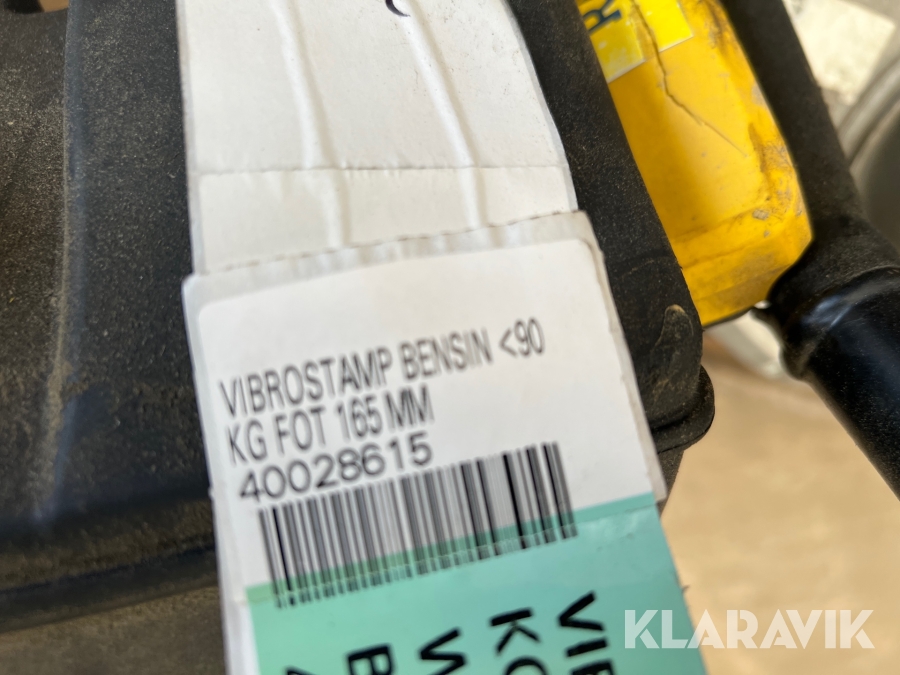 VIBROSTAMP BENSIN <90
KG FOT 165 MM
40028615
KLARAVIK